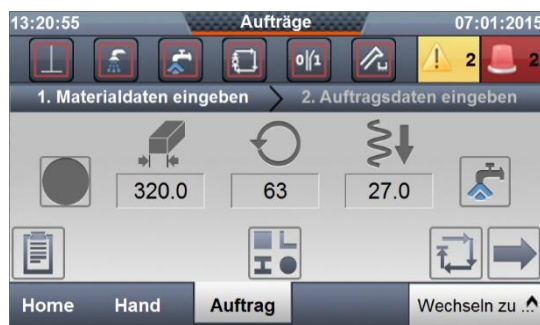 13:20:55 Aufträge 07:01:2015
0 1 2 2
1. Materialdaten eingeben 2. Auftragsdaten eingeben
320.0 63 27.0
Home Hand Auftrag Wechseln zu ..